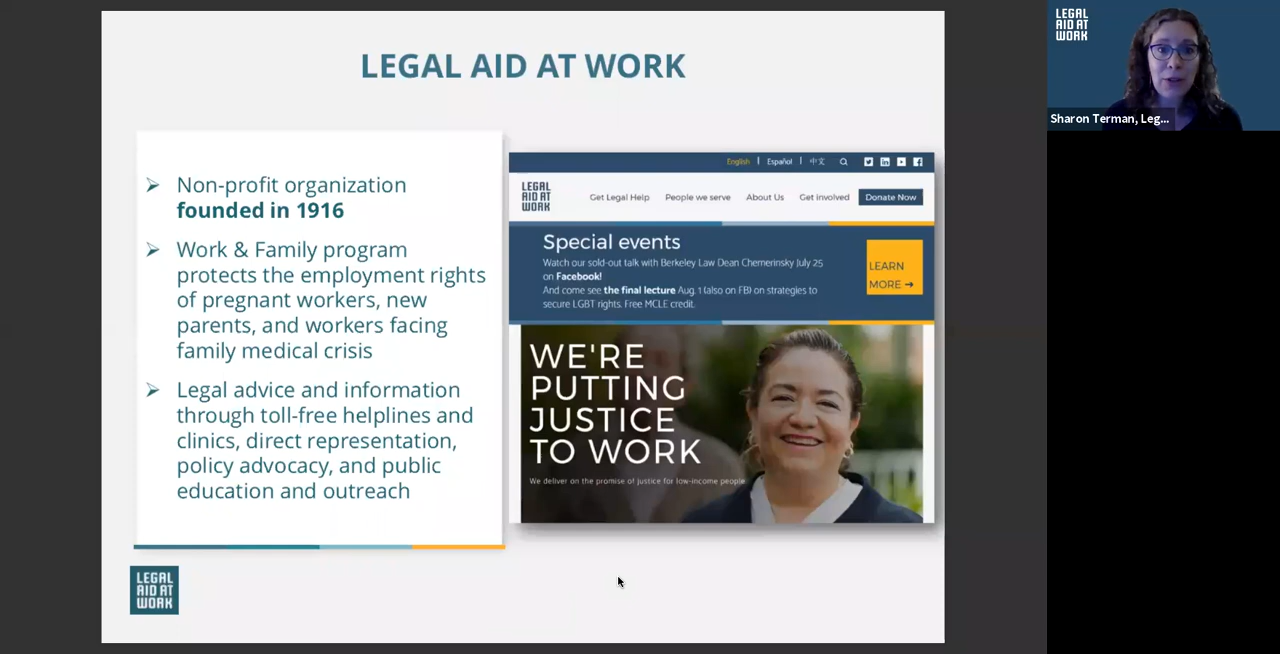 LEGAL AID AT WORK
Non-profit organization
founded in 1916
Work & Family program
protects the employment rights
of pregnant workers, new
parents, and workers facing
family medical crisis
Legal advice and information
through toll-free helplines and
clinics, direct representation,
policy advocacy, and public
education and outreach
English | Español | 中文
LEGAL
AID AT
WORK
Get Legal Help People we serve About Us Get involved Donate Now
Special events
Watch our sold-out talk with Berkeley Law Dean Chemerinsky July 25
on Facebook!
And come see the final lecture Aug. 1 (also on FB) on strategies to
secure LGBT rights. Free MCLE credit.
LEARN
MORE ➔
WE'RE
PUTTING
JUSTICE
TO WORK
We deliver on the promise of justice for low-income people
LEGAL
AID AT
WORK
LEGAL
AID AT
WORK
Sharon Terman, Leg...